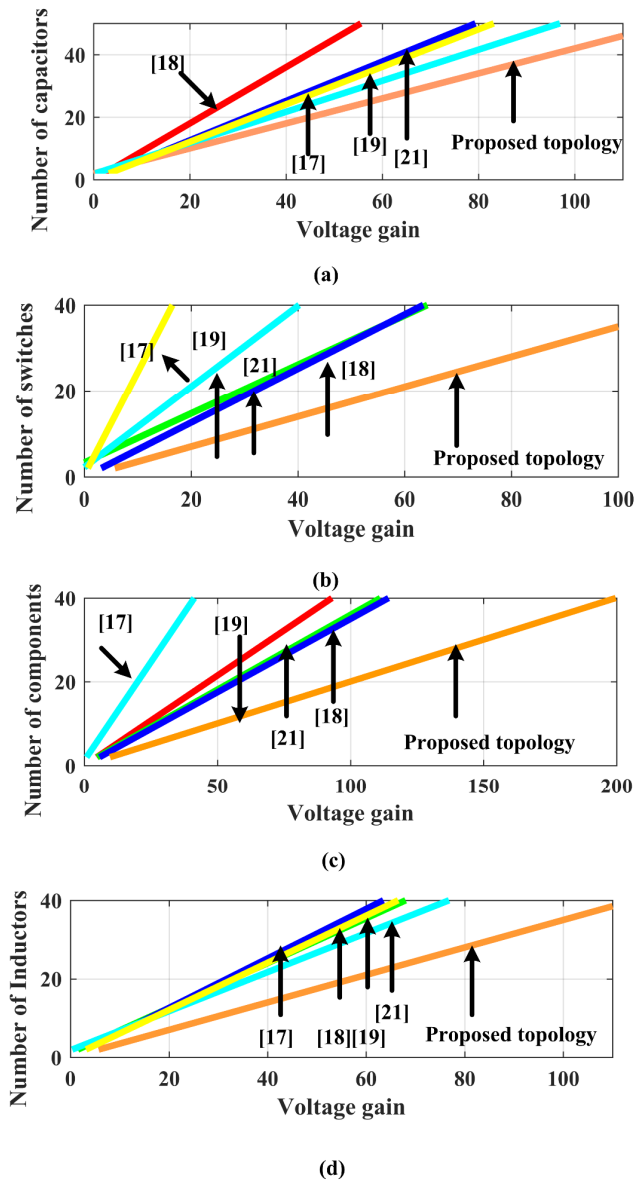 Number of capacitors
40
20
0
[18]
[17]
[19]
[21]
Proposed topology
0 20 40 60 80 100
Voltage gain
(a)
Number of switches
40
20
0
[17]
[19]
[21]
[18]
Proposed topology
0 20 40 60 80 100
Voltage gain
(b)
Number of components
40
20
0
[17]
[19]
[21]
[18]
Proposed topology
0 50 100 150 200
Voltage gain
(c)
Number of Inductors
40
20
0
[17]
[18][19]
[21]
Proposed topology
0 20 40 60 80 100
Voltage gain
(d)